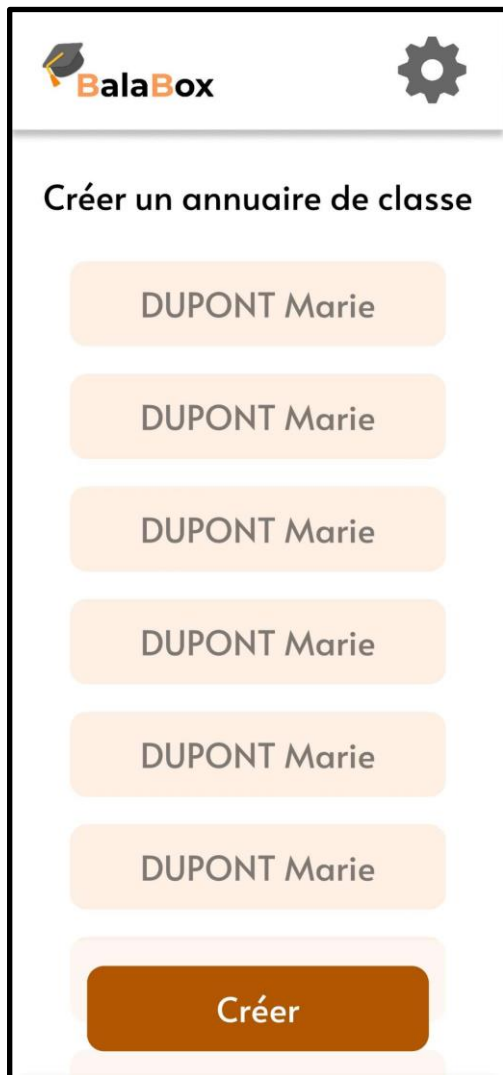 BalaBox
Créer un annuaire de classe
DUPONT Marie
DUPONT Marie
DUPONT Marie
DUPONT Marie
DUPONT Marie
DUPONT Marie
Créer